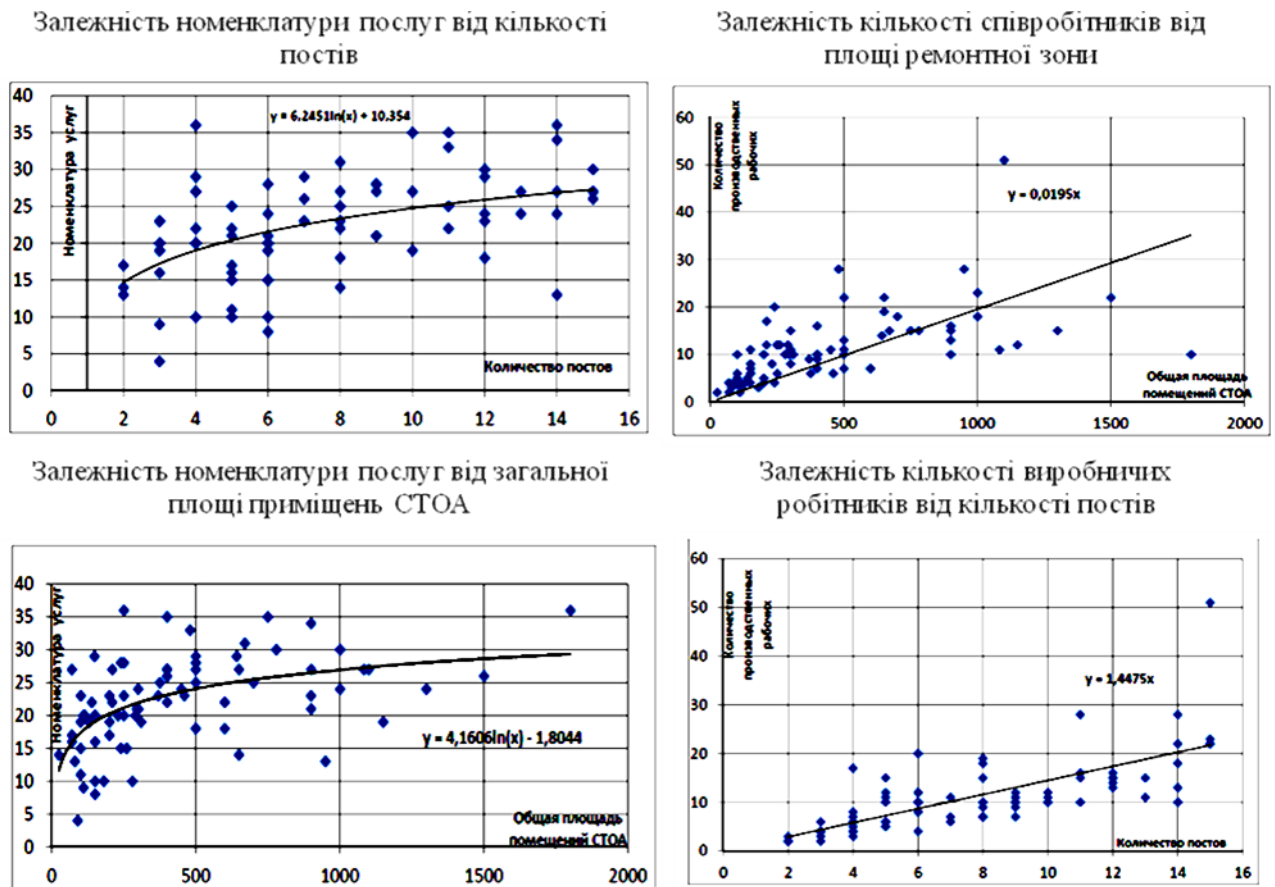 Залежність номенклатури послуг від кількості
постів
40
35
30
25
20
15
10
5
0
Номенклатура услуг
y = 6.2451ln(x) + 10.354
Количество постов
0
2
4
6
8
10
12
14
16
Залежність кількості співробітників від
площі ремонтної зони
60
50
40
30
20
10
0
Количество
производственных
рабочих
y = 0,0195x
Общая площадь
помещений СТОА
0
500
1000
1500
2000
Залежність номенклатури послуг від загальної
площі приміщень СТОА
40
35
30
25
20
15
10
5
0
Номенклатура услуг
y = 4,1606ln(x) - 1,8044
Общая площадь
помещений СТОА
0
500
1000
1500
2000
Залежність кількості виробничих
робітників від кількості постів
60
50
40
30
20
10
0
Количество
производственных
рабочих
y = 1,4475x
Количество постов
0
2
4
6
8
10
12
14
16